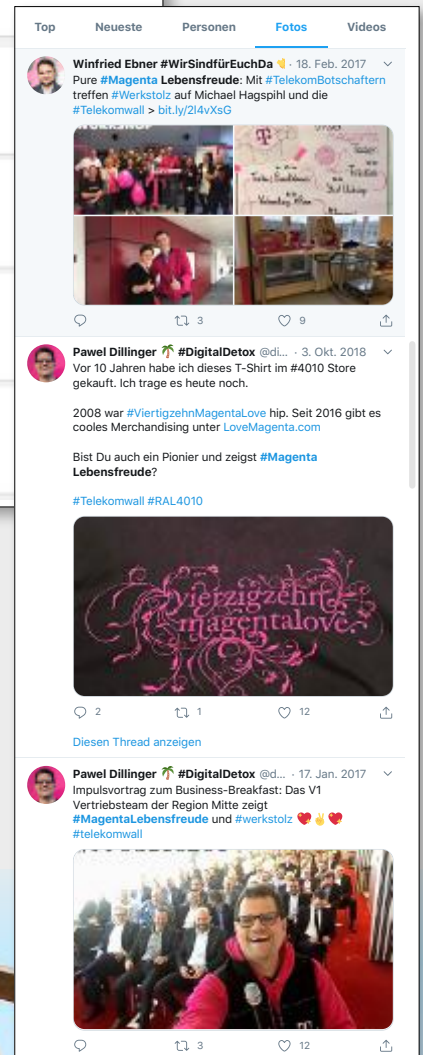 Top Neueste Personen Fotos Videos
Winfried Ebner #WirSindfürEuchDa 🤞 · 18. Feb. 2017
Pure #Magenta Lebensfreude: Mit #TelekomBotschaftern
treffen #Werkstolz auf Michael Hagspihl und die
#Telekomwall > bit.ly/2l4vXsG
WORKSHOP
T
3 9
Pawel Dillinger 🌴 #DigitalDetox @di... · 3. Okt. 2018
Vor 10 Jahren habe ich dieses T-Shirt im #4010 Store
gekauft. Ich trage es heute noch.
2008 war #ViertigzehnMagentaLove hip. Seit 2016 gibt es
cooles Merchandising unter LoveMagenta.com
Bist Du auch ein Pionier und zeigst #Magenta
Lebensfreude?
#Telekomwall #RAL4010
vierzigzehn
magentalove.
2 1 12
Diesen Thread anzeigen
Pawel Dillinger 🌴 #DigitalDetox @d... · 17. Jan. 2017
Impulsvortrag zum Business-Breakfast: Das V1
Vertriebsteam der Region Mitte zeigt
#MagentaLebensfreude und #werkstolz 💖✌️💖
#telekomwall
3 12